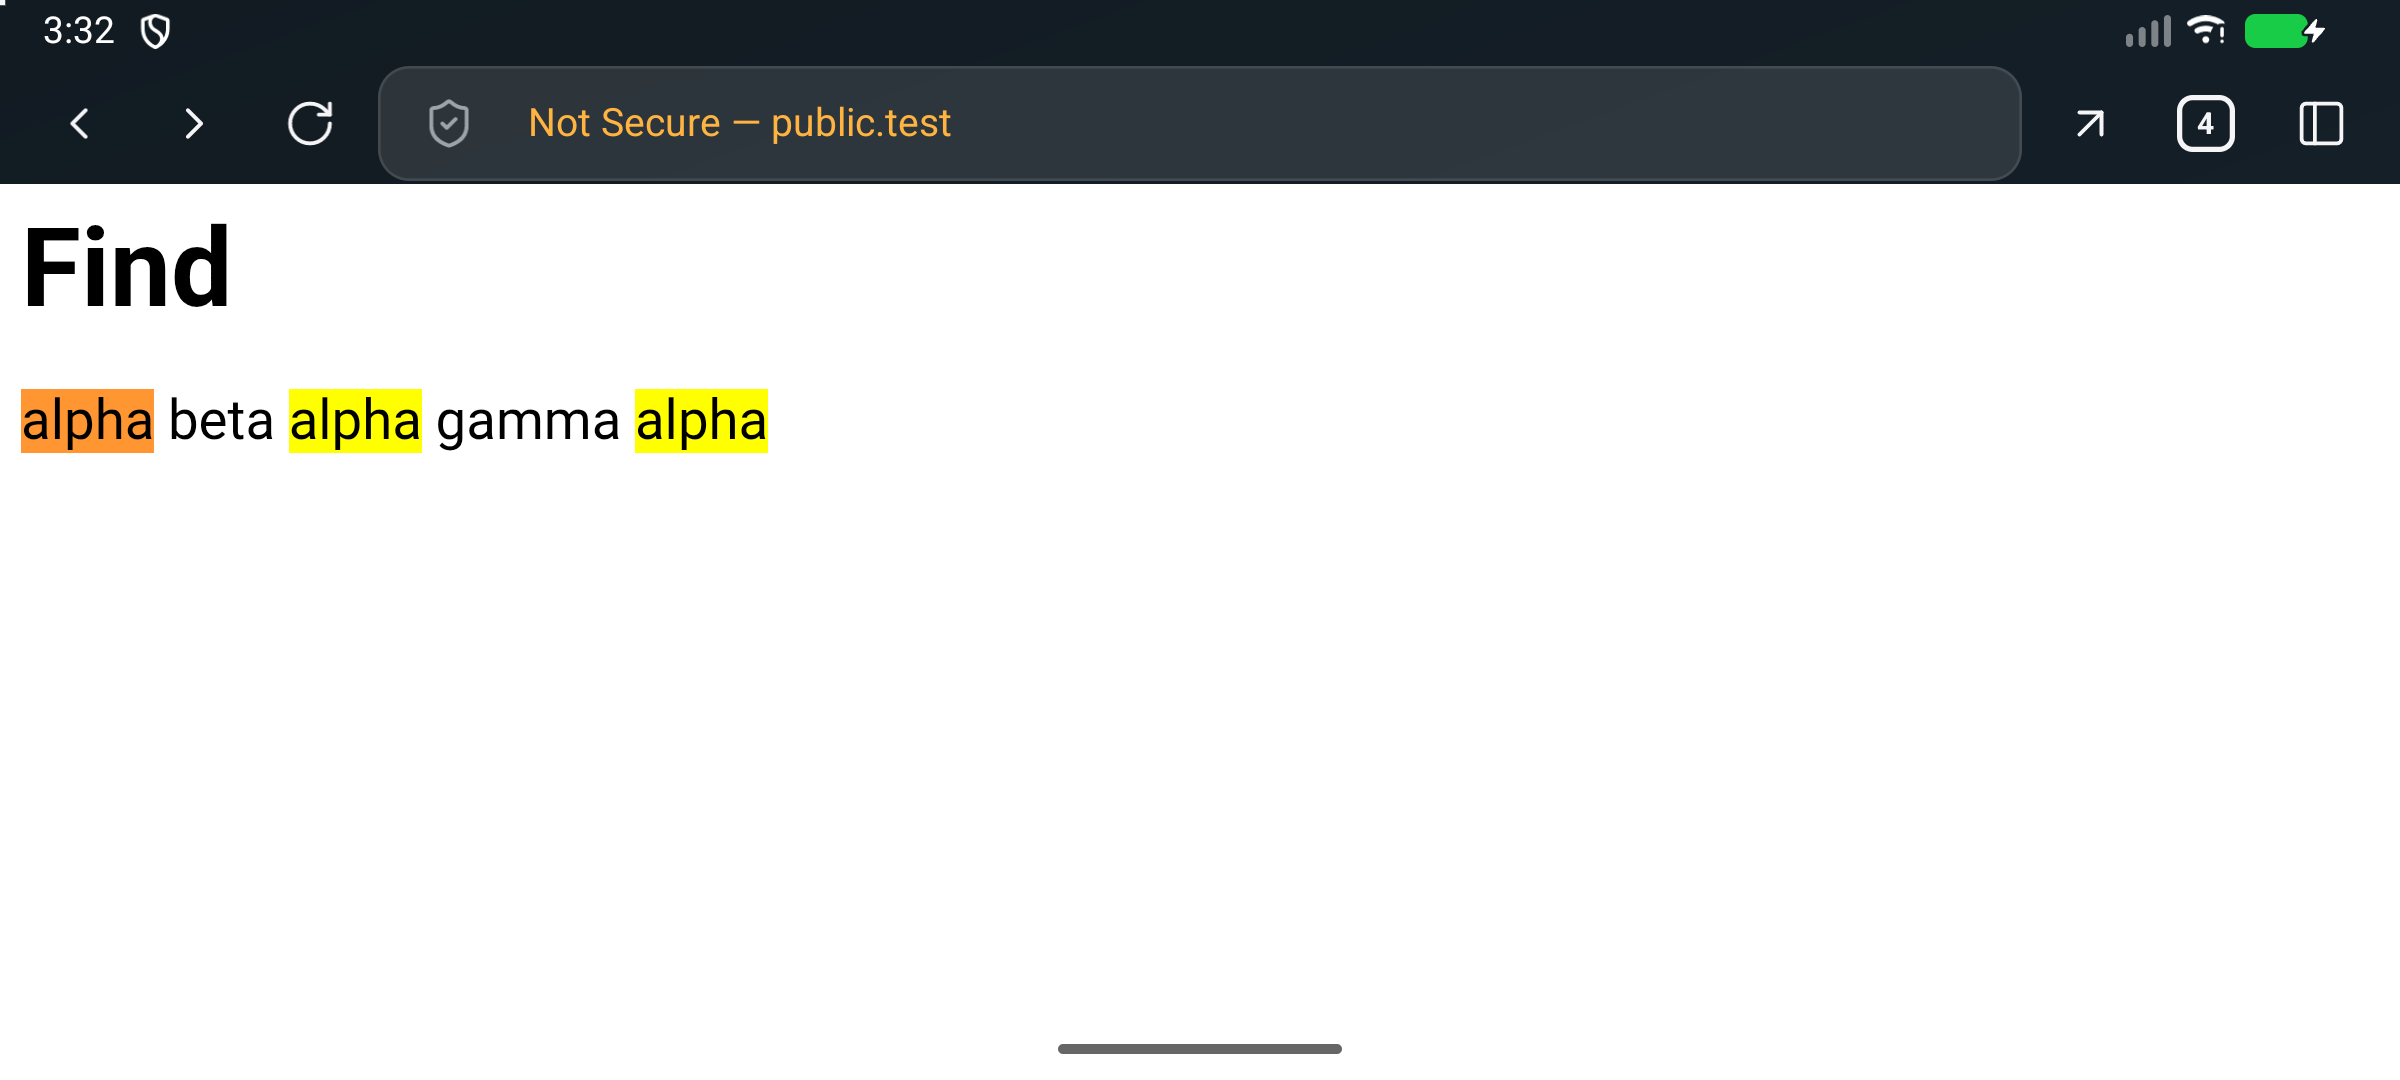 3:32
Not Secure — public.test
4
Find
alpha beta alpha gamma alpha